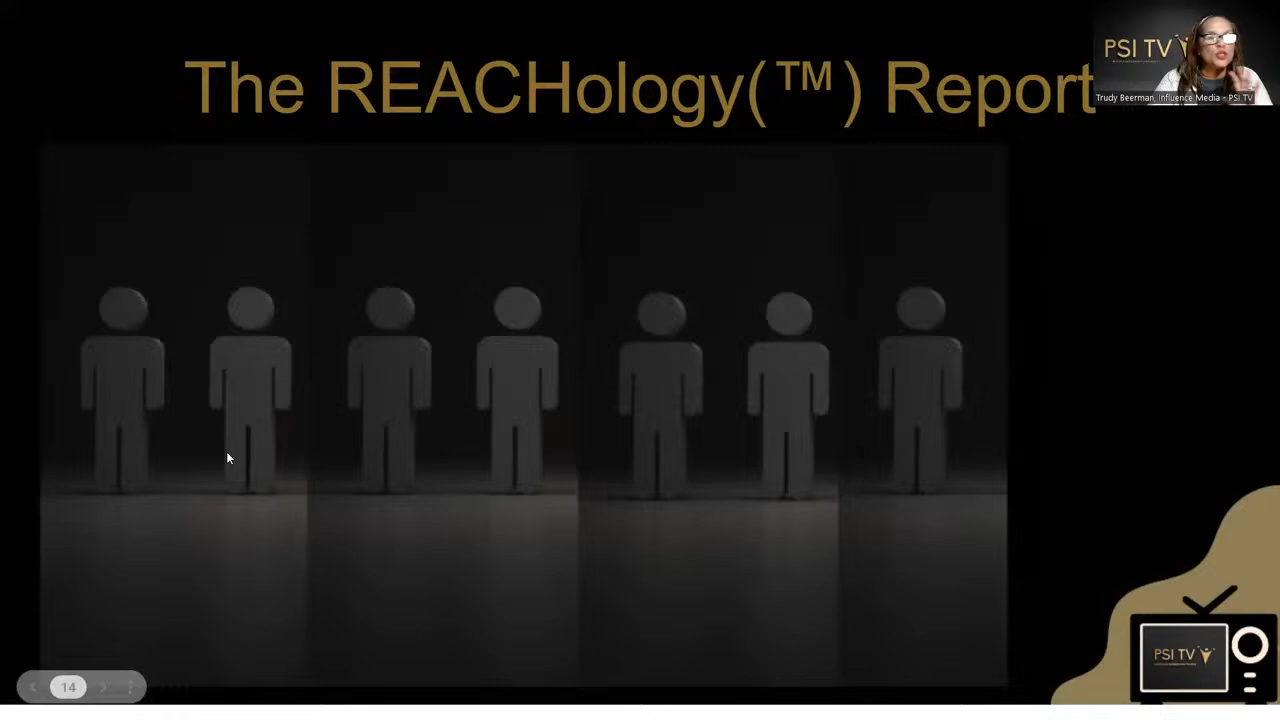 The REACHology(™) Report
PSI TV
Trudy Beerman, Influence Media - PSI TV
14
PSI TV